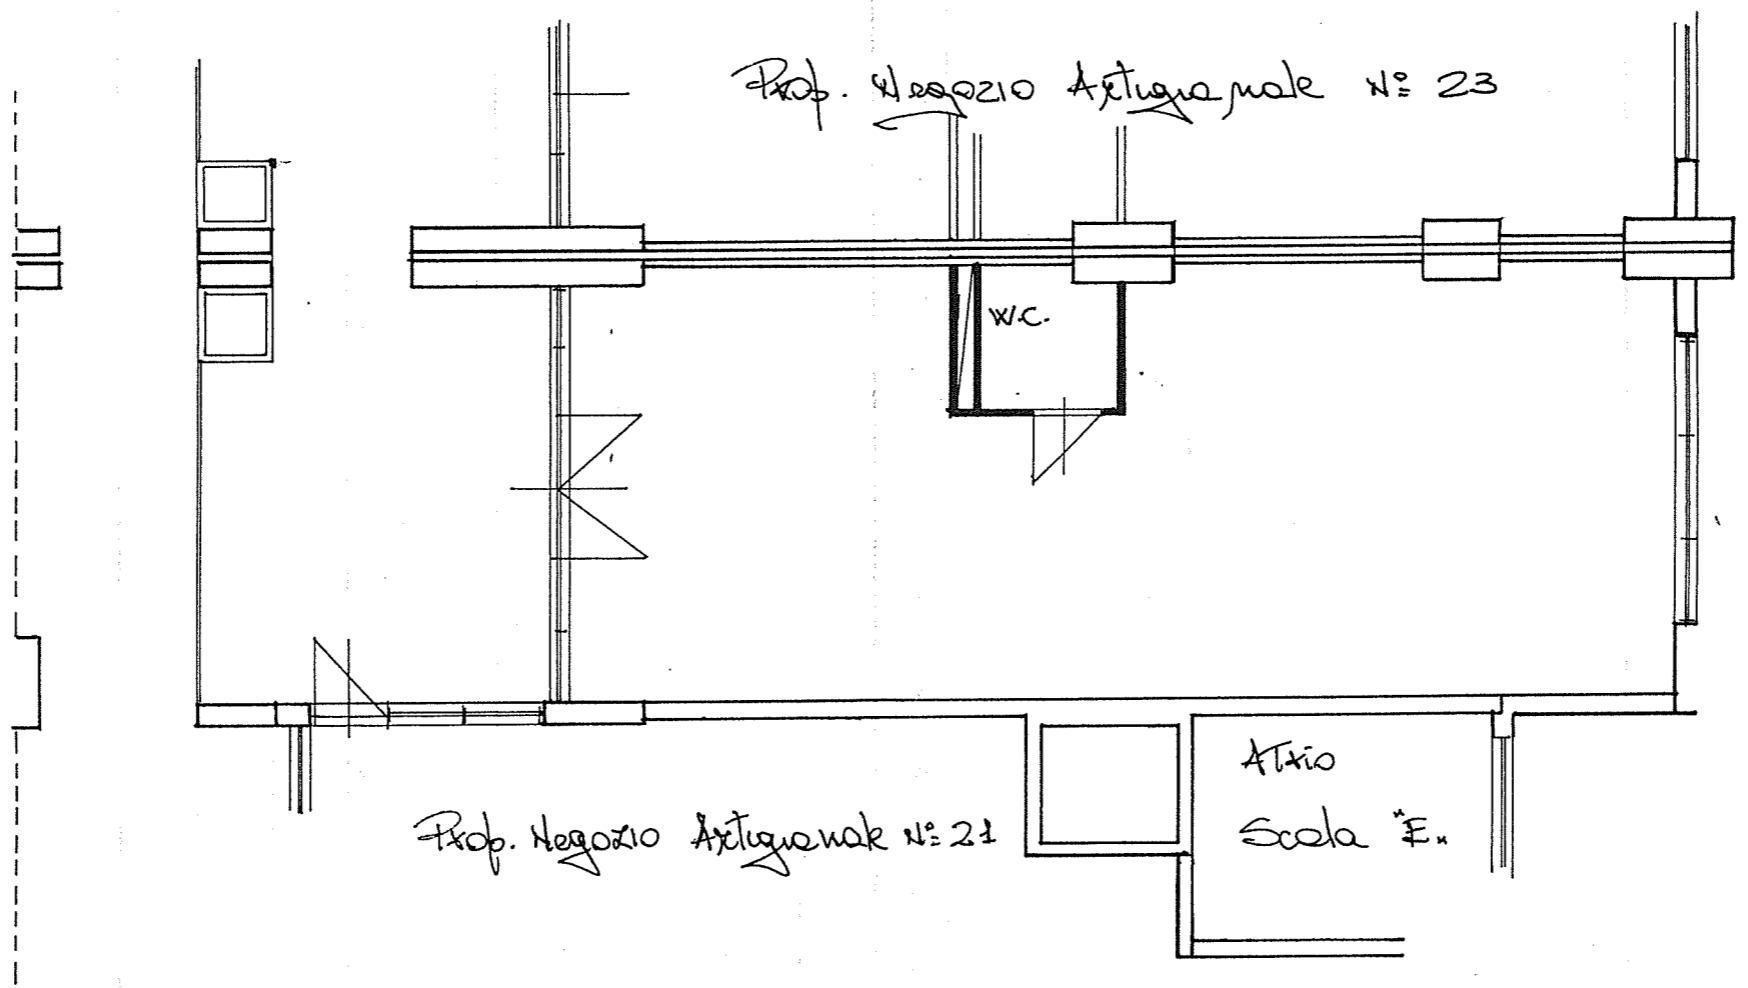 Prop. Negozio Artigianale N° 23
W.C.
Prop. Negozio Artigianale N° 21
Atrio
Scala "E"